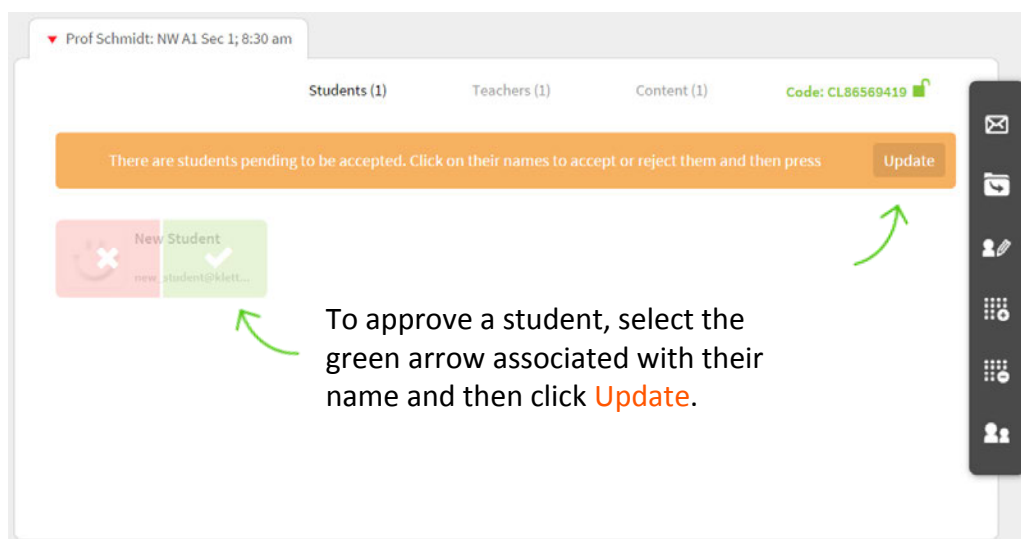 Prof Schmidt: NW A1 Sec 1; 8:30 am
Students (1) Teachers (1) Content (1) Code: CL86569419
There are students pending to be accepted. Click on their names to accept or reject them and then press Update
New Student
new_student@klett...
To approve a student, select the
green arrow associated with their
name and then click Update.